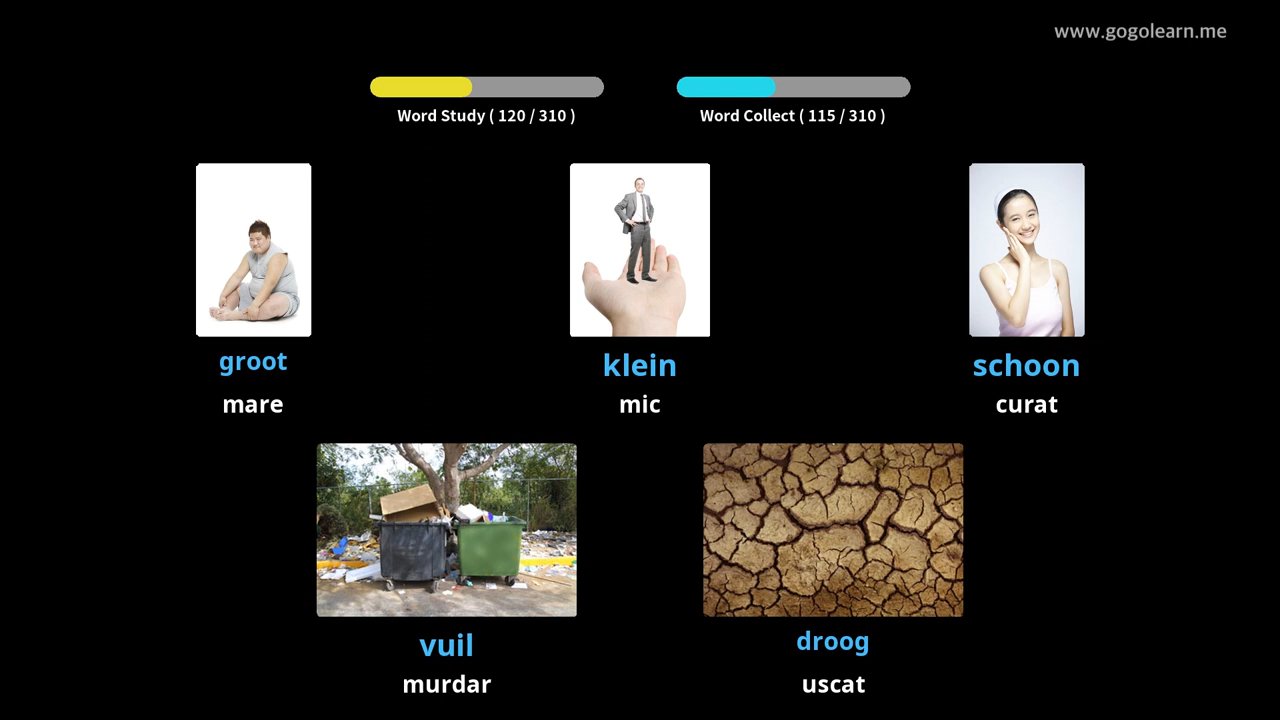 www.gogolearn.me
Word Study ( 120 / 310 )
Word Collect ( 115 / 310 )
groot
mare
klein
mic
schoon
curat
vuil
murdar
droog
uscat